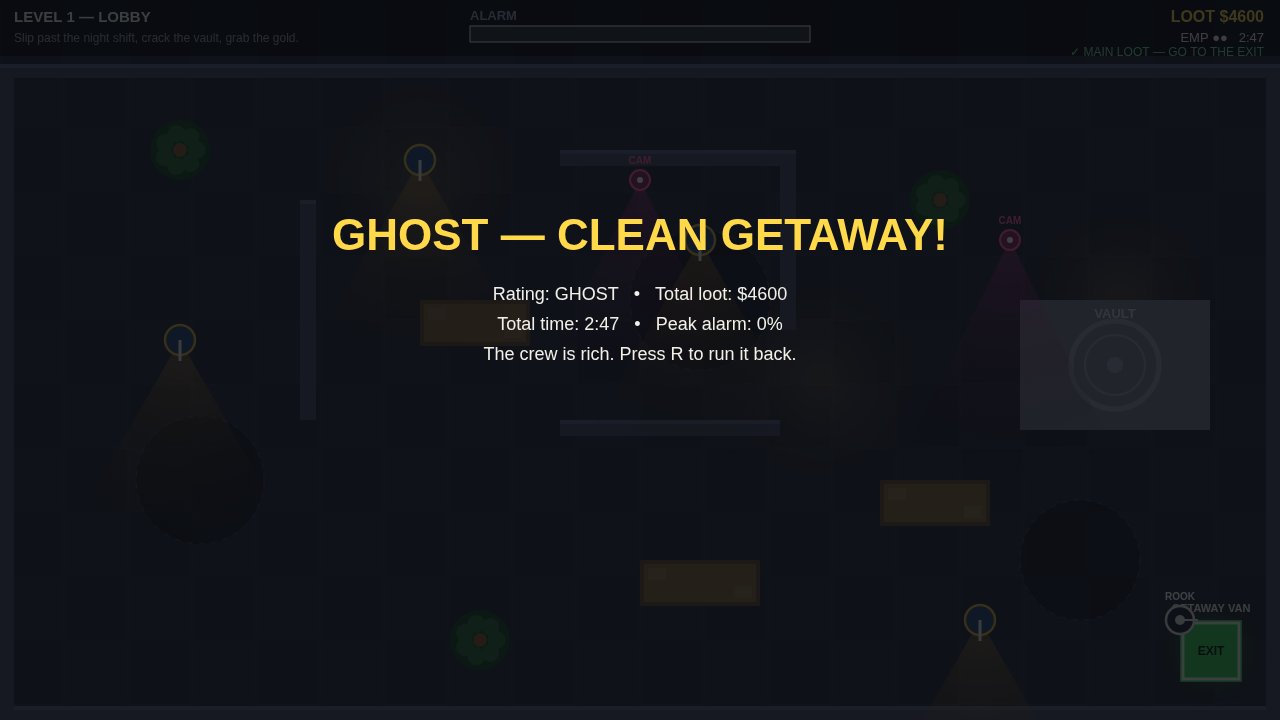 LEVEL 1 — LOBBY
Slip past the night shift, crack the vault, grab the gold.
ALARM
LOOT $4600
EMP ●● 2:47
✓ MAIN LOOT — GO TO THE EXIT
CAM
CAM
GHOST — CLEAN GETAWAY!
Rating: GHOST • Total loot: $4600
Total time: 2:47 • Peak alarm: 0%
The crew is rich. Press R to run it back.
VAULT
ROOK
GETAWAY VAN
EXIT